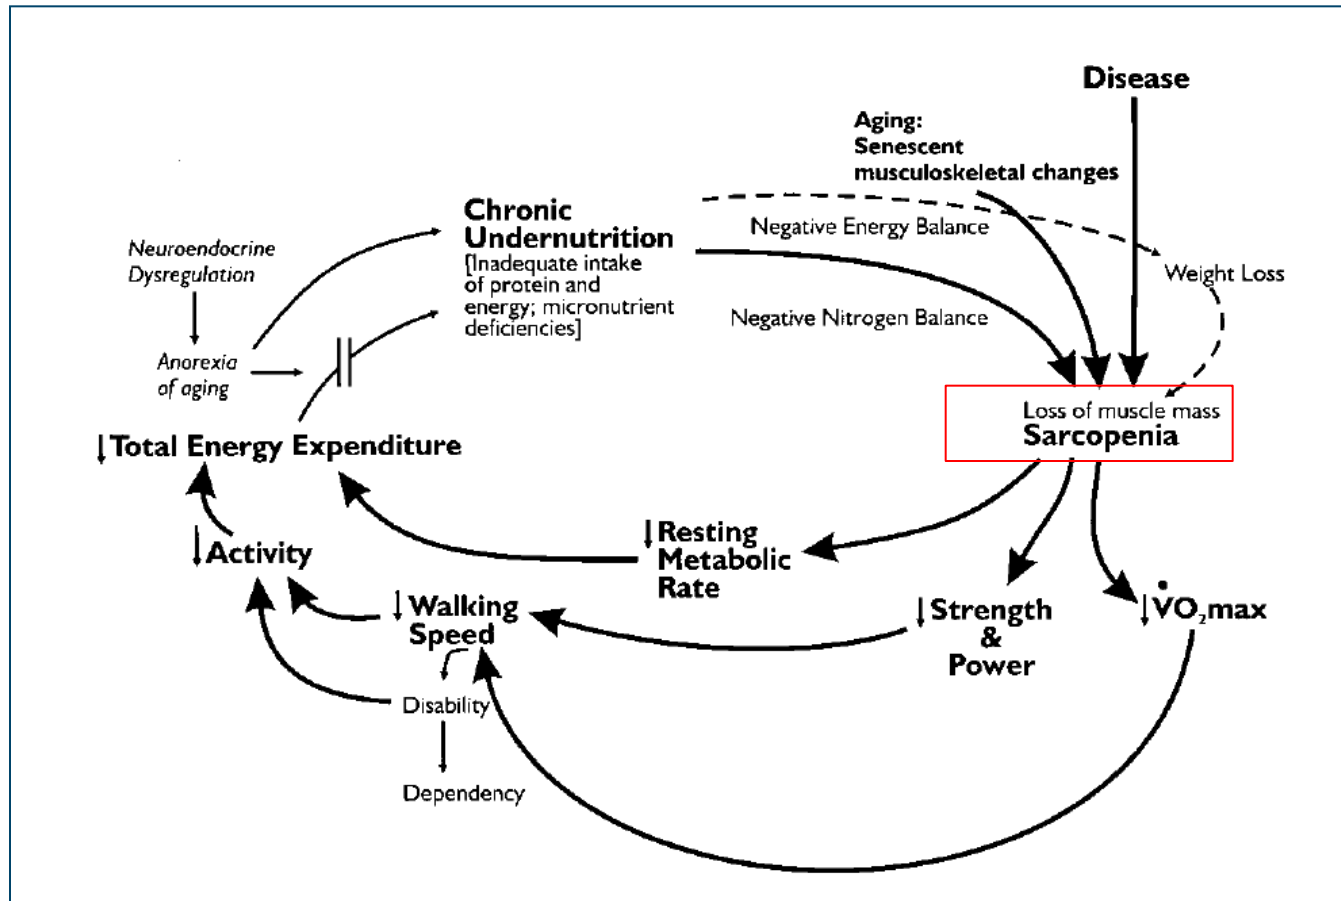 Disease
Aging:
Senescent
musculoskeletal changes
Chronic
Undernutrition
[Inadequate intake
of protein and
energy; micronutrient
deficiencies]
Negative Energy Balance
Neuroendocrine
Dysregulation
Weight Loss
Negative Nitrogen Balance
Anorexia
of aging
Loss of muscle mass
Sarcopenia
↓Total Energy Expenditure
↓Resting
Metabolic
Rate
↓Activity
↓Walking
Speed
↓Strength
&
Power
↓V̇O₂max
Disability
Dependency